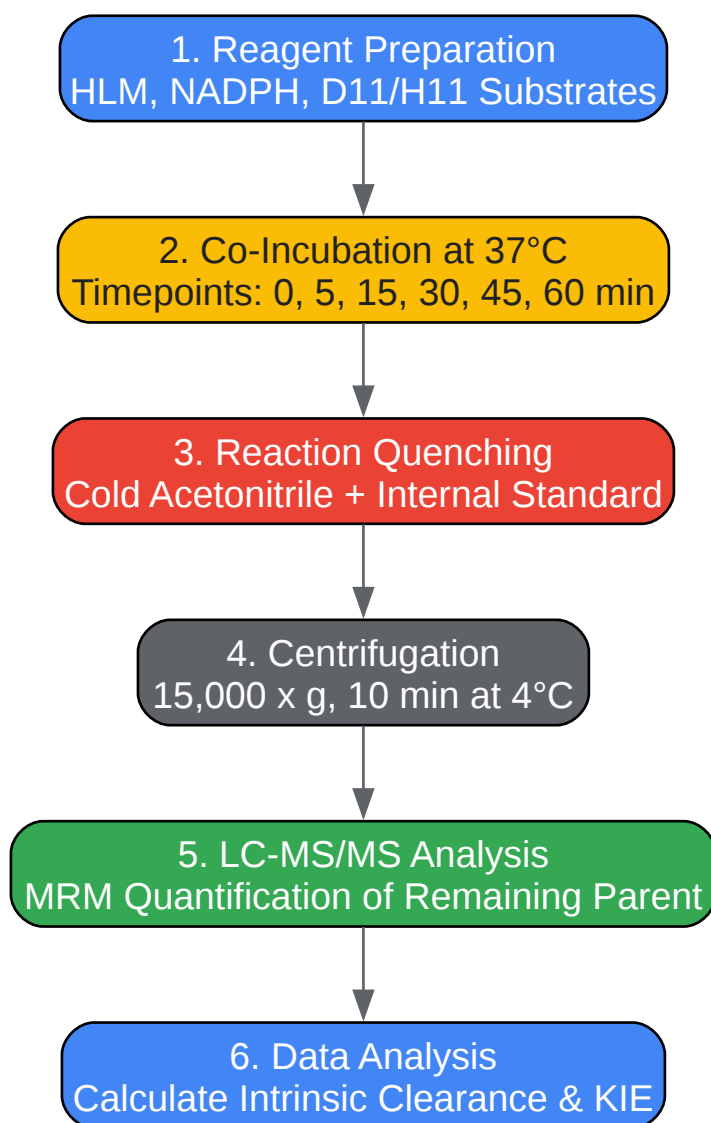 1. Reagent Preparation
HLM, NADPH, D11/H11 Substrates
2. Co-Incubation at 37°C
Timepoints: 0, 5, 15, 30, 45, 60 min
3. Reaction Quenching
Cold Acetonitrile + Internal Standard
4. Centrifugation
15,000 x g, 10 min at 4°C
5. LC-MS/MS Analysis
MRM Quantification of Remaining Parent
6. Data Analysis
Calculate Intrinsic Clearance & KIE